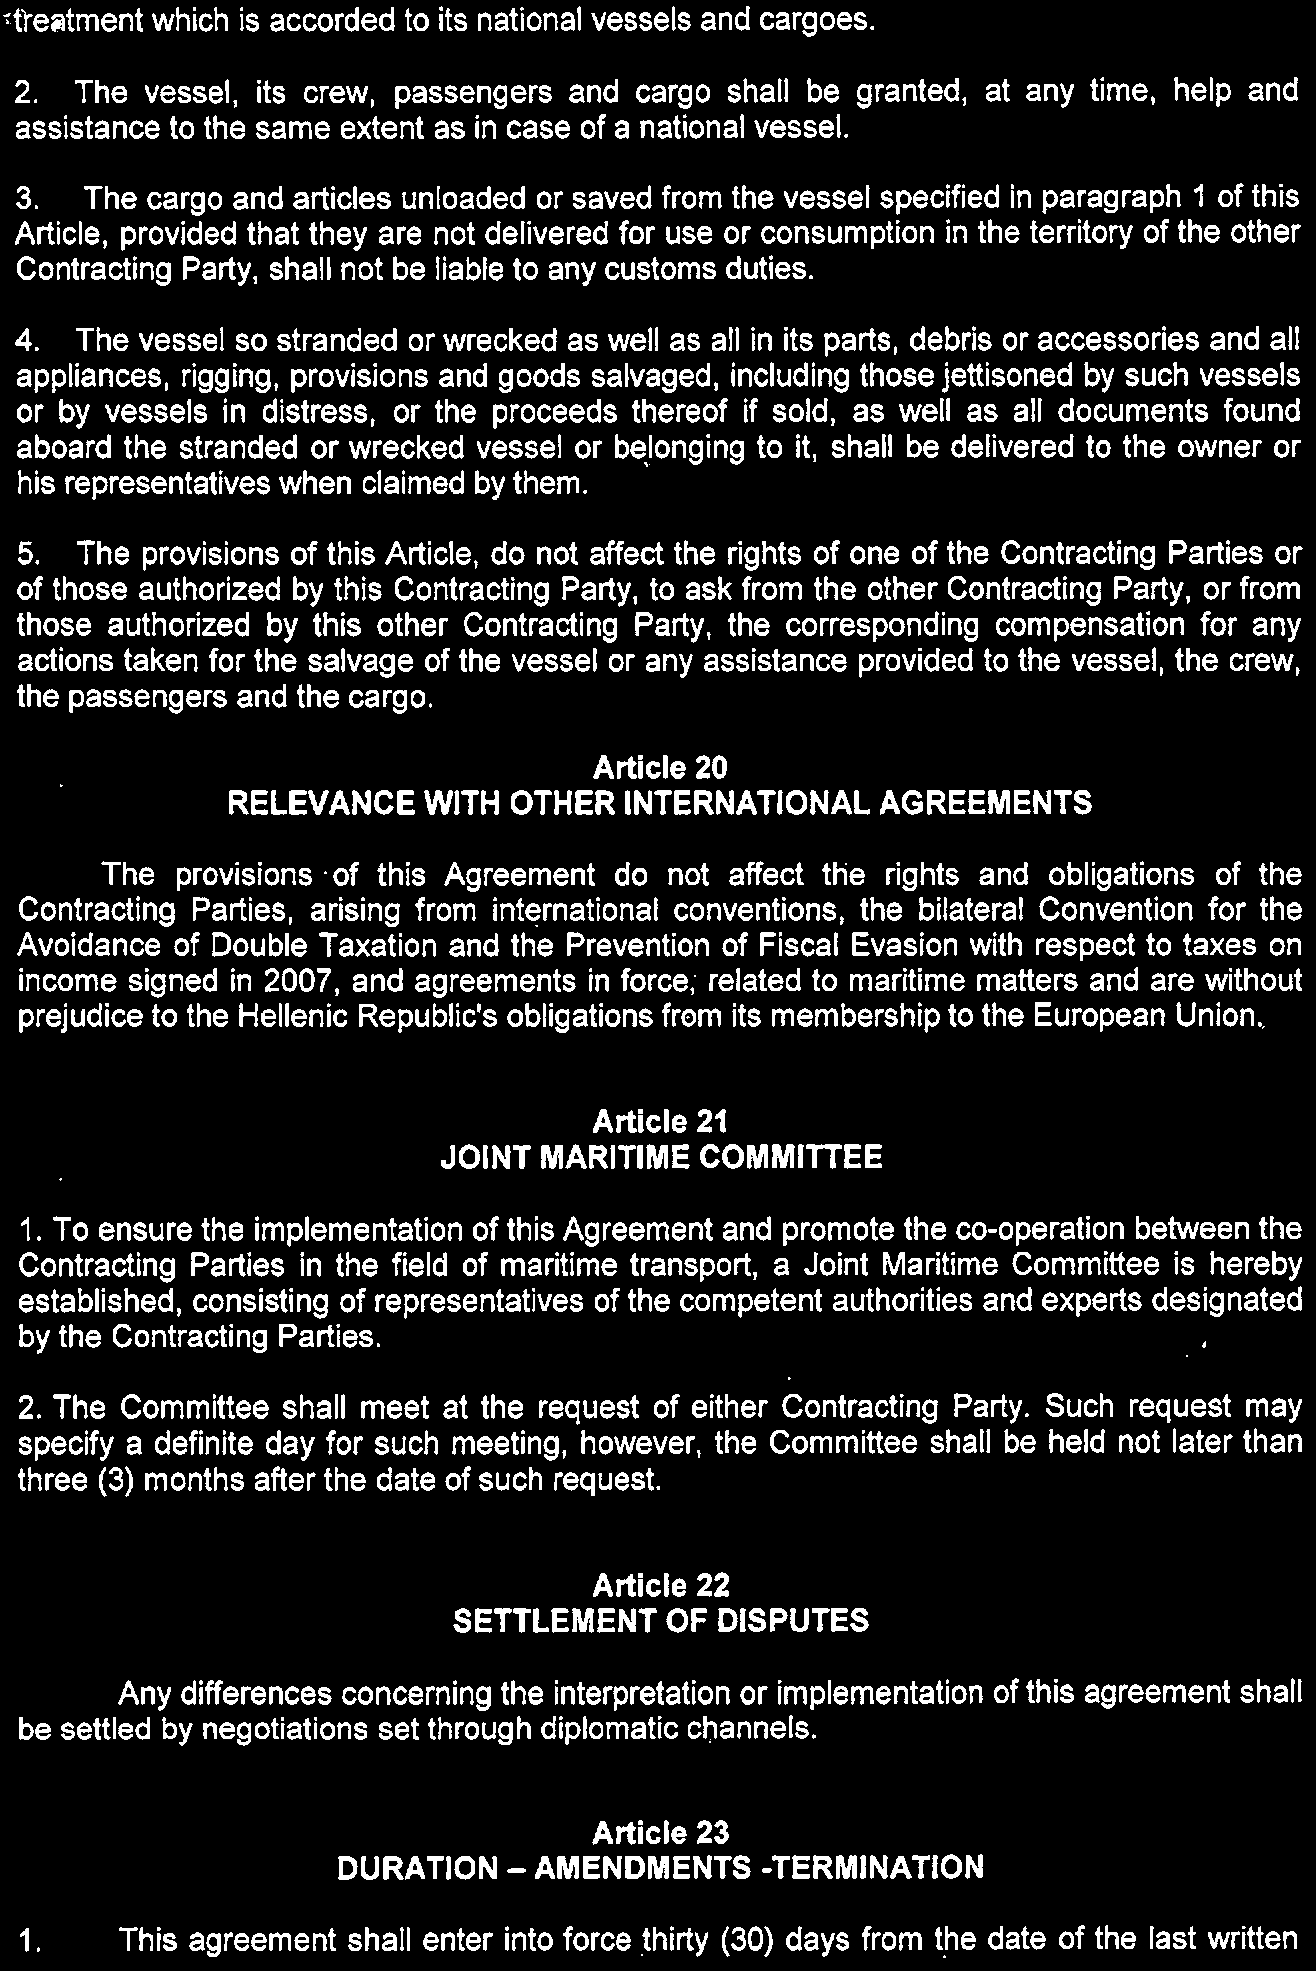 treatment which is accorded to its national vessels and cargoes.
2. The vessel, its crew, passengers and cargo shall be granted, at any time, help and
assistance to the same extent as in case of a national vessel.
3. The cargo and articles unloaded or saved from the vessel specified in paragraph 1 of this
Article, provided that they are not delivered for use or consumption in the territory of the other
Contracting Party, shall not be liable to any customs duties.
4. The vessel so stranded or wrecked as well as all in its parts, debris or accessories and all
appliances, rigging, provisions and goods salvaged, including those jettisoned by such vessels
or by vessels in distress, or the proceeds thereof if sold, as well as all documents found
aboard the stranded or wrecked vessel or belonging to it, shall be delivered to the owner or
his representatives when claimed by them.
5. The provisions of this Article, do not affect the rights of one of the Contracting Parties or
of those authorized by this Contracting Party, to ask from the other Contracting Party, or from
those authorized by this other Contracting Party, the corresponding compensation for any
actions taken for the salvage of the vessel or any assistance provided to the vessel, the crew,
the passengers and the cargo.
Article 20
RELEVANCE WITH OTHER INTERNATIONAL AGREEMENTS
The provisions of this Agreement do not affect the rights and obligations of the
Contracting Parties, arising from international conventions, the bilateral Convention for the
Avoidance of Double Taxation and the Prevention of Fiscal Evasion with respect to taxes on
income signed in 2007, and agreements in force, related to maritime matters and are without
prejudice to the Hellenic Republic's obligations from its membership to the European Union.
Article 21
JOINT MARITIME COMMITTEE
1. To ensure the implementation of this Agreement and promote the co-operation between the
Contracting Parties in the field of maritime transport, a Joint Maritime Committee is hereby
established, consisting of representatives of the competent authorities and experts designated
by the Contracting Parties.
2. The Committee shall meet at the request of either Contracting Party. Such request may
specify a definite day for such meeting, however, the Committee shall be held not later than
three (3) months after the date of such request.
Article 22
SETTLEMENT OF DISPUTES
Any differences concerning the interpretation or implementation of this agreement shall
be settled by negotiations set through diplomatic channels.
Article 23
DURATION – AMENDMENTS -TERMINATION
1. This agreement shall enter into force thirty (30) days from the date of the last written